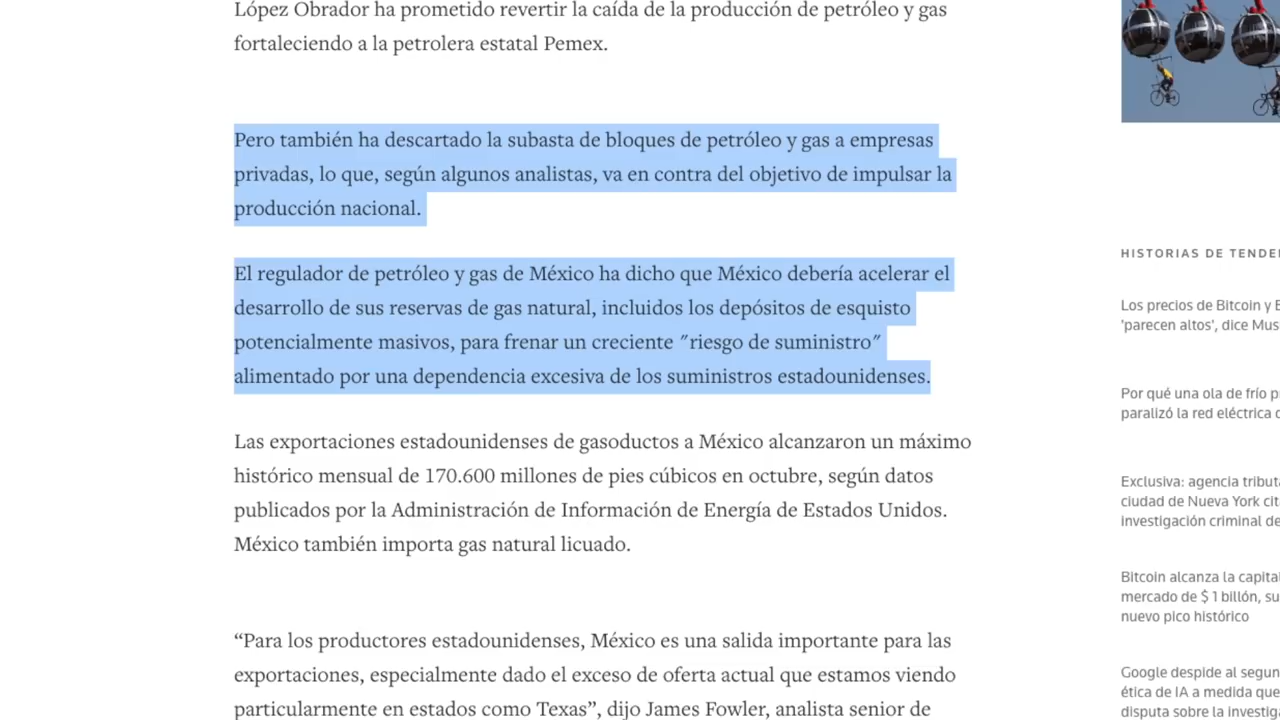 López Obrador ha prometido revertir la caída de la producción de petróleo y gas
fortaleciendo a la petrolera estatal Pemex.
Pero también ha descartado la subasta de bloques de petróleo y gas a empresas
privadas, lo que, según algunos analistas, va en contra del objetivo de impulsar la
producción nacional.
El regulador de petróleo y gas de México ha dicho que México debería acelerar el
desarrollo de sus reservas de gas natural, incluidos los depósitos de esquisto
potencialmente masivos, para frenar un creciente "riesgo de suministro"
alimentado por una dependencia excesiva de los suministros estadounidenses.
Las exportaciones estadounidenses de gasoductos a México alcanzaron un máximo
histórico mensual de 170.600 millones de pies cúbicos en octubre, según datos
publicados por la Administración de Información de Energía de Estados Unidos.
México también importa gas natural licuado.
“Para los productores estadounidenses, México es una salida importante para las
exportaciones, especialmente dado el exceso de oferta actual que estamos viendo
particularmente en estados como Texas”, dijo James Fowler, analista senior de
HISTORIAS DE
Los precios de Bitcoin y
'parecen altos', dice
Por qué una ola de frío
paralizó la red eléctrica
Exclusiva: agencia
ciudad de Nueva York
investigación criminal
Bitcoin alcanza la
mercado de $ 1 billón, su
nuevo pico histórico
Google despide al
ética de IA a medida que
disputa sobre la